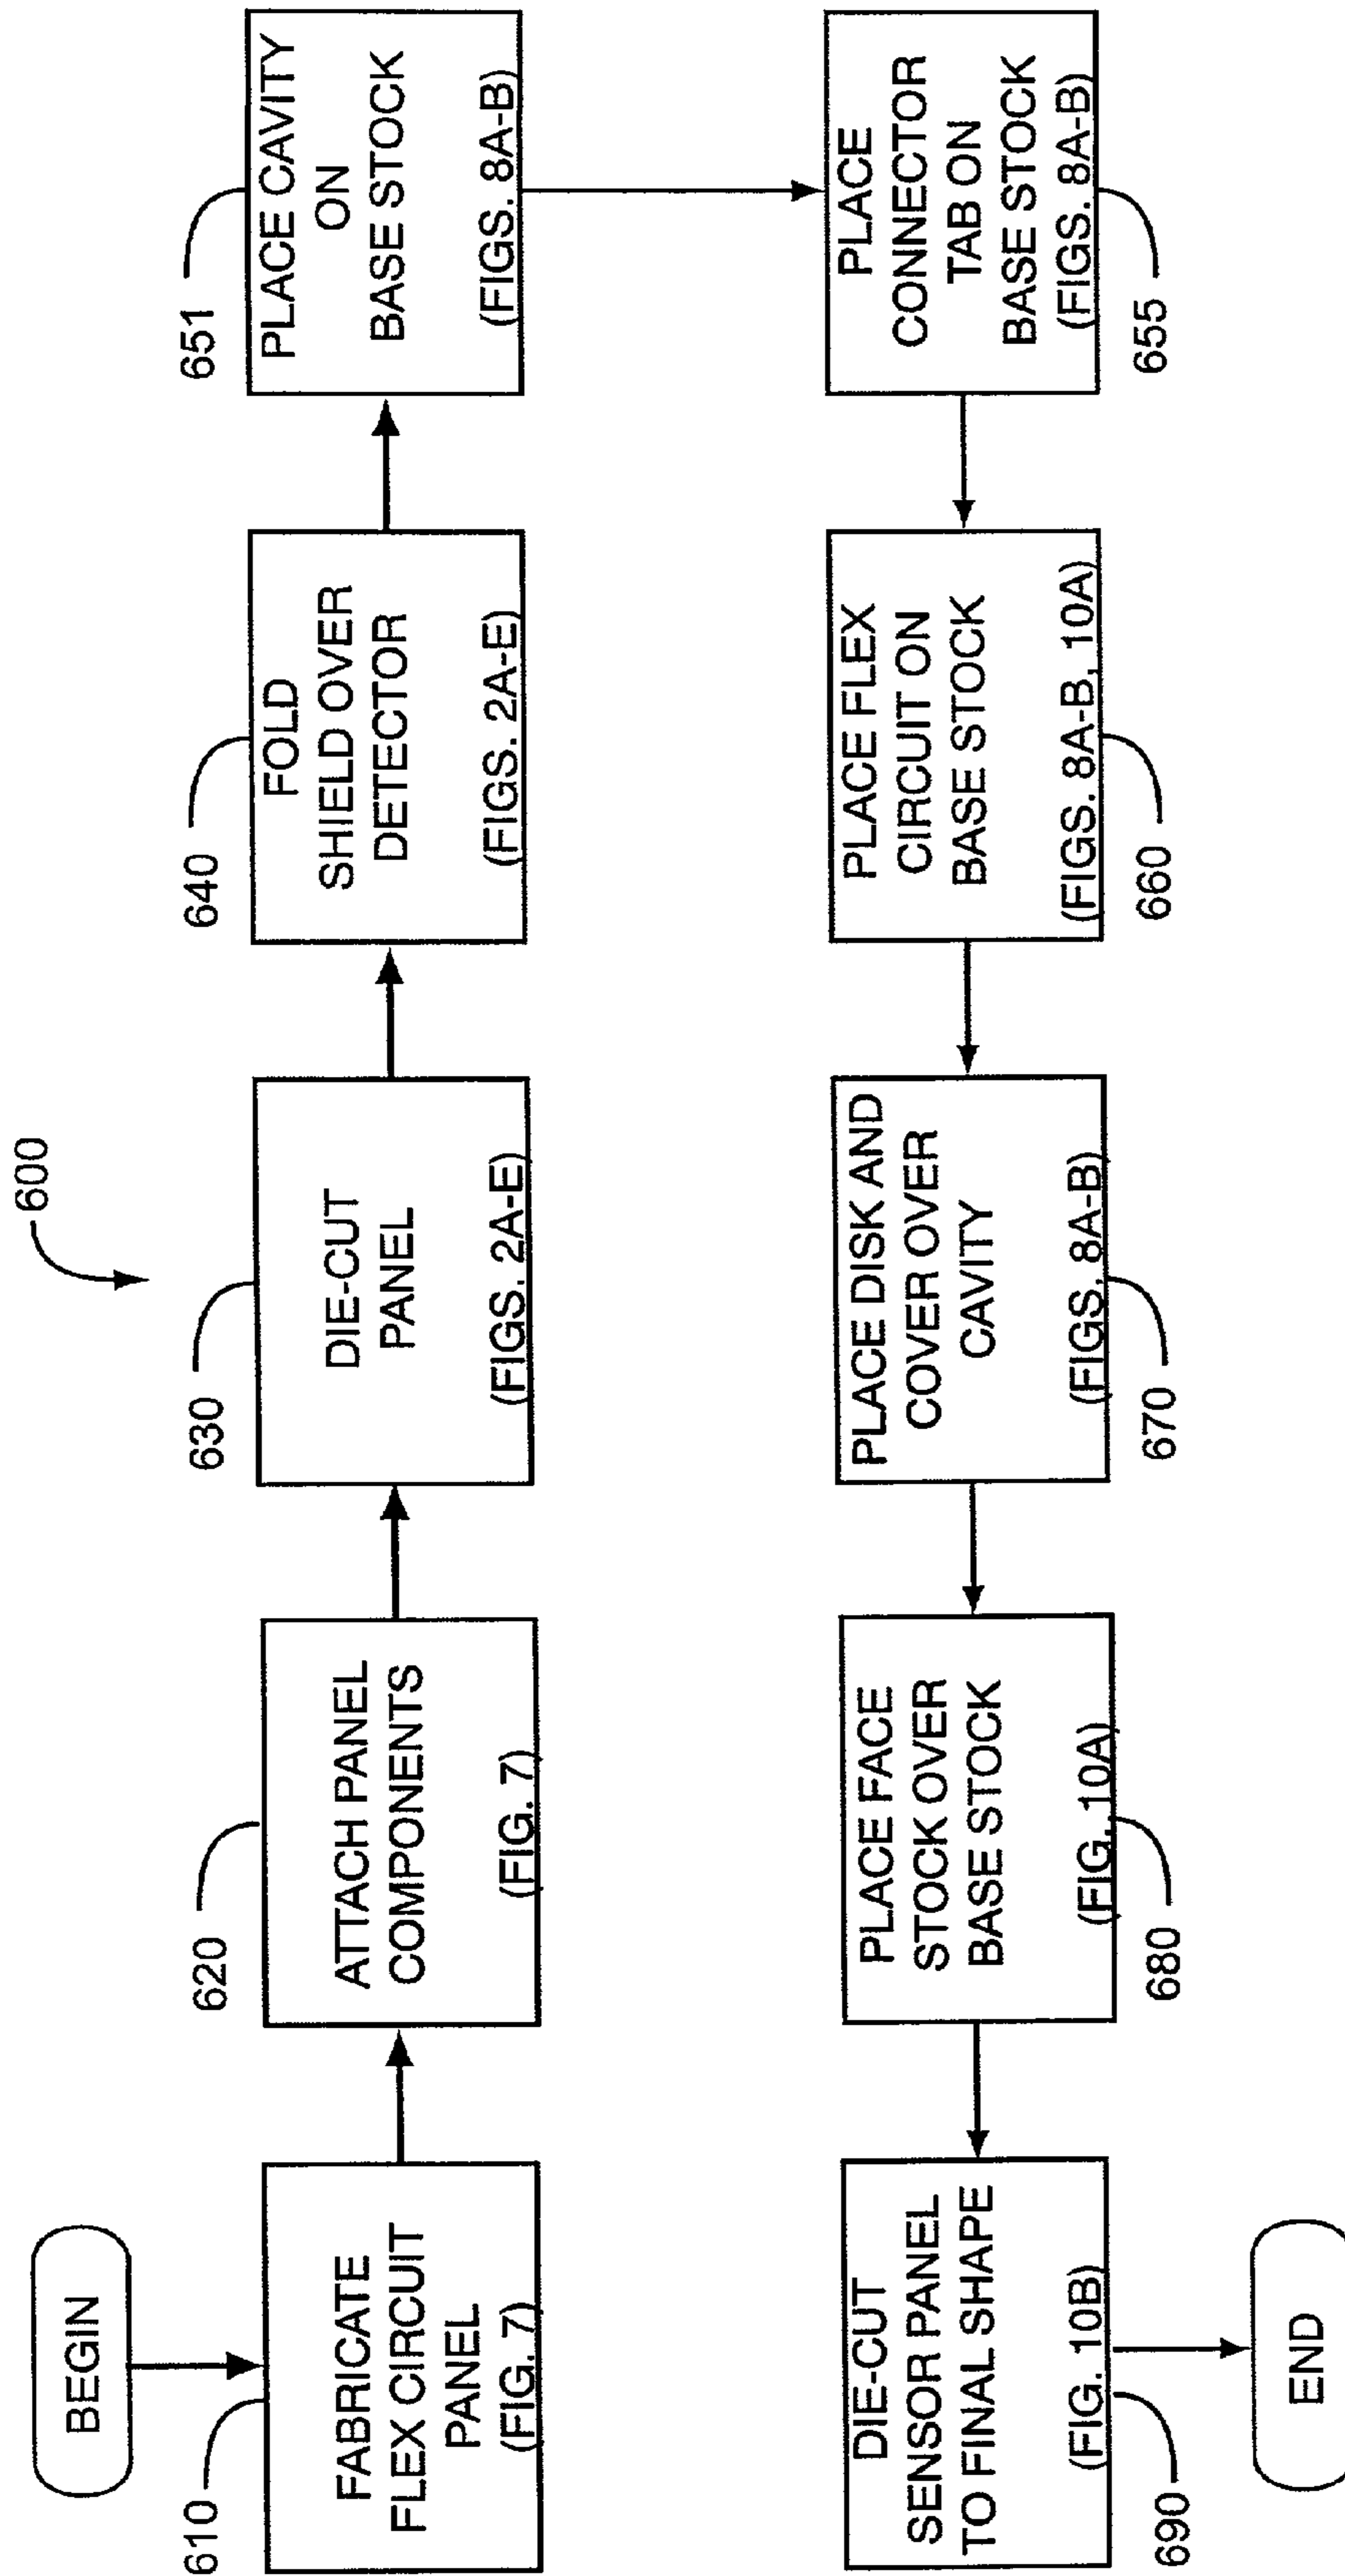 600
BEGIN
610
FABRICATE
FLEX CIRCUIT
PANEL
(FIG. 7)
620
ATTACH PANEL
COMPONENTS
(FIG. 7)
630
DIE-CUT
PANEL
(FIGS. 2A-E)
640
FOLD
SHIELD OVER
DETECTOR
(FIGS. 2A-E)
651
PLACE CAVITY
ON
BASE STOCK
(FIGS. 8A-B)
PLACE
CONNECTOR
TAB ON
BASE STOCK
(FIGS. 8A-B)
655
PLACE FLEX
CIRCUIT ON
BASE STOCK
(FIGS. 8A-B, 10A)
660
PLACE DISK AND
COVER OVER
CAVITY
(FIGS. 8A-B)
670
PLACE FACE
STOCK OVER
BASE STOCK
(FIG. 10A)
680
DIE-CUT
SENSOR PANEL
TO FINAL SHAPE
(FIG. 10B)
690
END